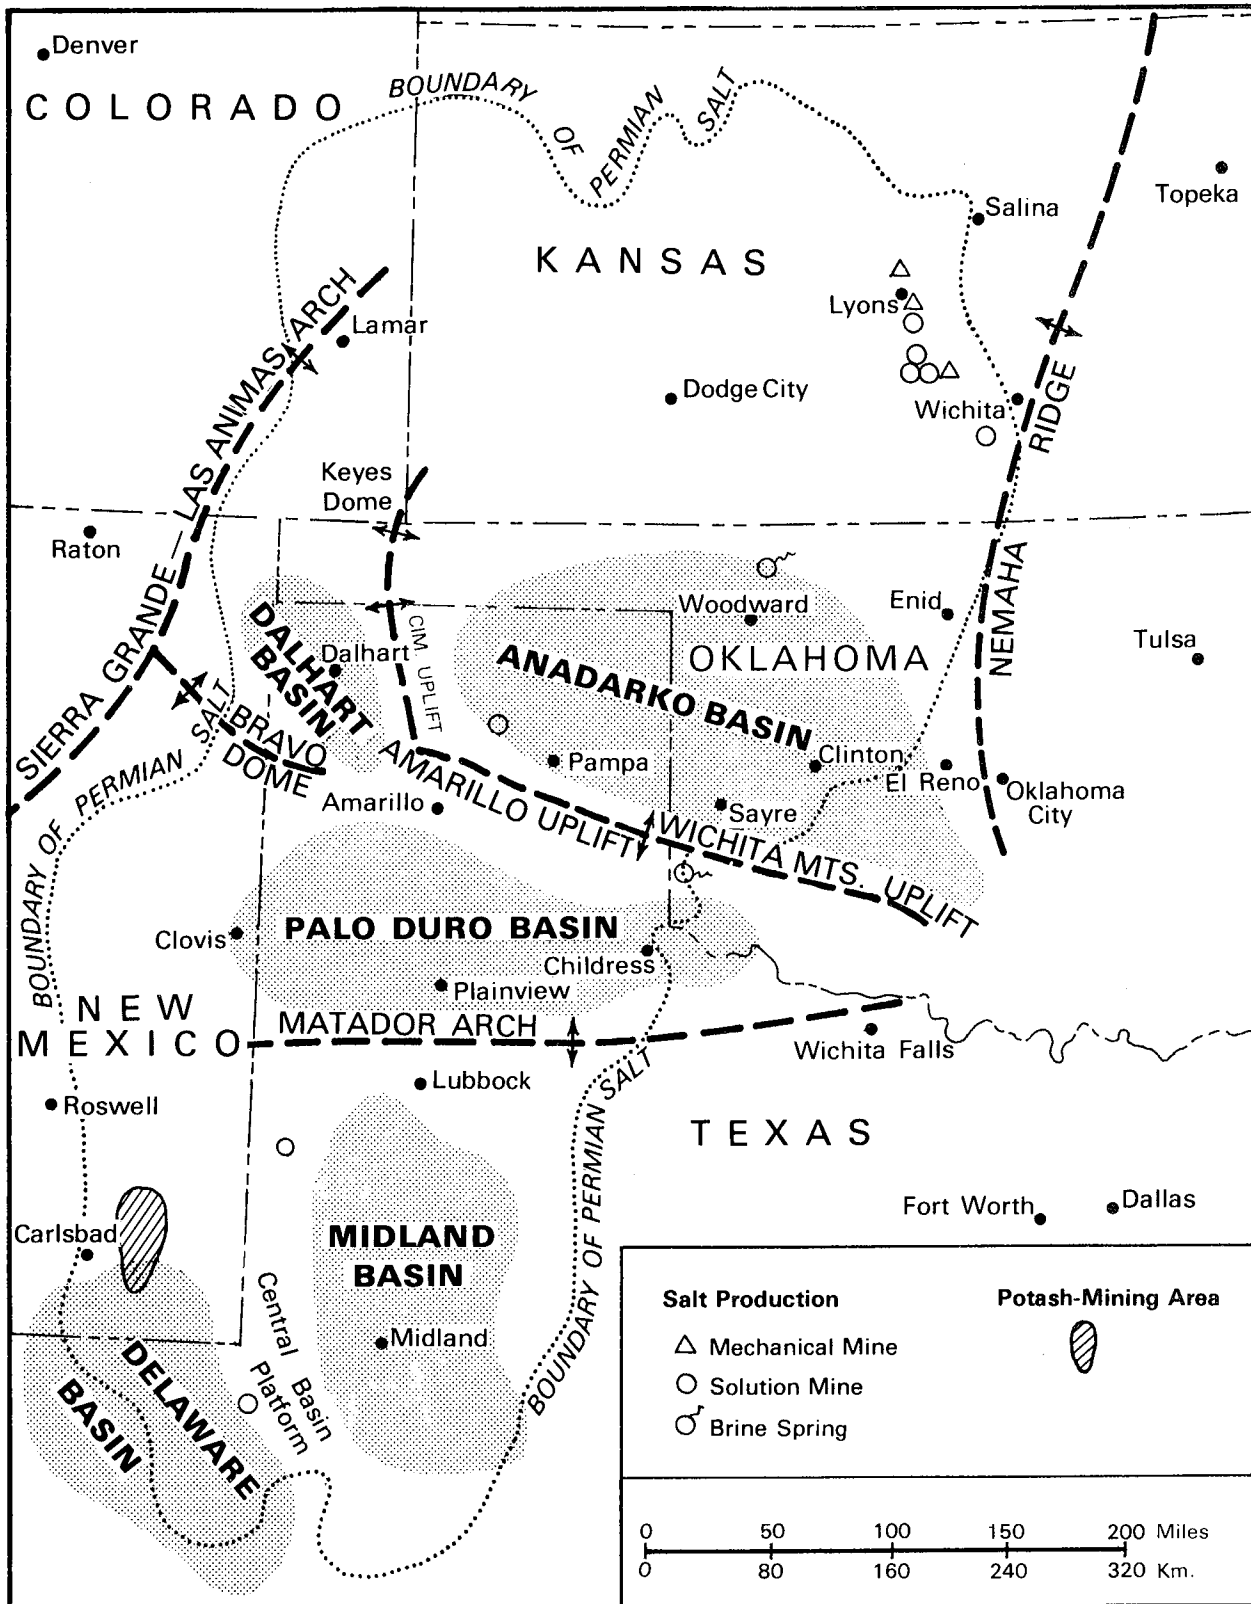 Denver
COLORADO
BOUNDARY OF PERMIAN SALT
Topeka
Salina
KANSAS
Lyons
Lamar
SIERRA GRANDE — LAS ANIMAS ARCH
Dodge City
Wichita
NEMAHA RIDGE
Keyes
Dome
Raton
Woodward
Enid
Tulsa
DALHART
BASIN
Dalhart
CIM. UPLIFT
OKLAHOMA
ANADARKO BASIN
BRAVO
DOME
Pampa
Clinton
El Reno
Oklahoma
City
AMARILLO UPLIFT
Amarillo
Sayre
WICHITA MTS. UPLIFT
BOUNDARY OF PERMIAN SALT
Clovis
PALO DURO BASIN
Childress
Plainview
NEW
MEXICO
MATADOR ARCH
Wichita Falls
Lubbock
Roswell
TEXAS
BOUNDARY OF PERMIAN SALT
Fort Worth
Dallas
Carlsbad
MIDLAND
BASIN
Central Basin
Platform
Midland
DELAWARE
BASIN
Salt Production
Potash-Mining Area
Mechanical Mine
Solution Mine
Brine Spring
0 50 100 150 200 Miles
0 80 160 240 320 Km.